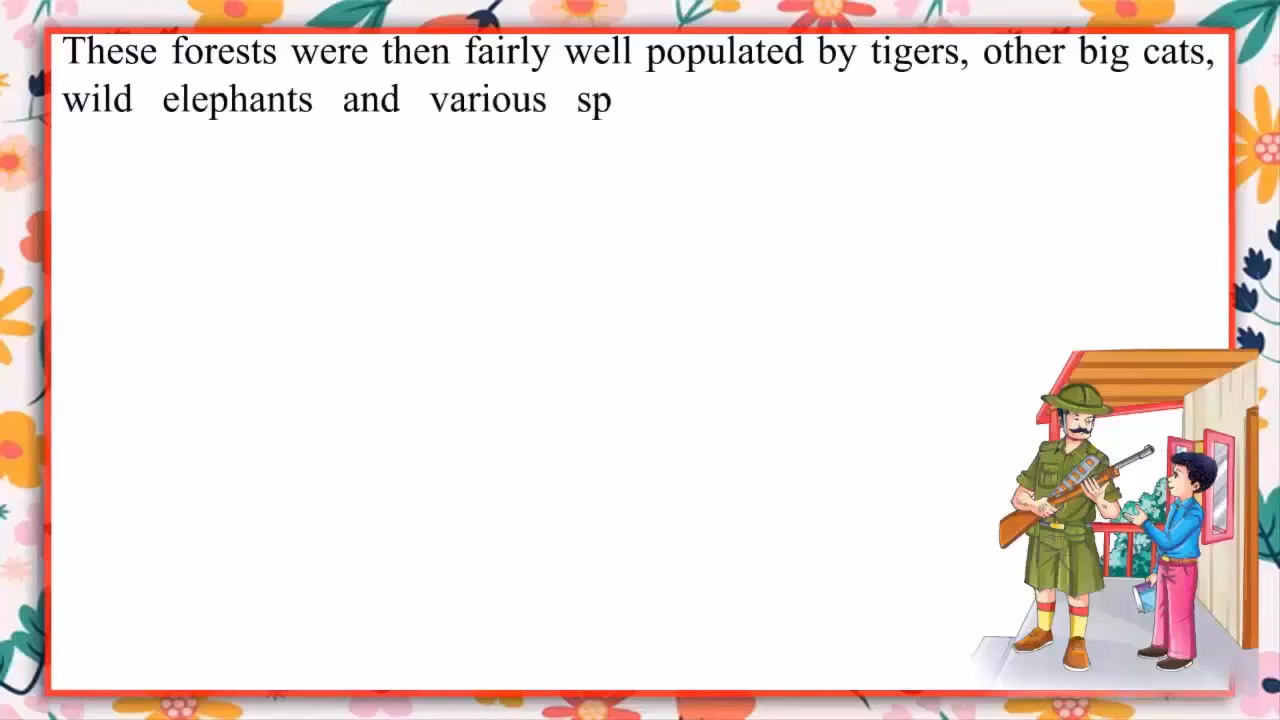 These forests were then fairly well populated by tigers, other big cats,
wild elephants and various sp